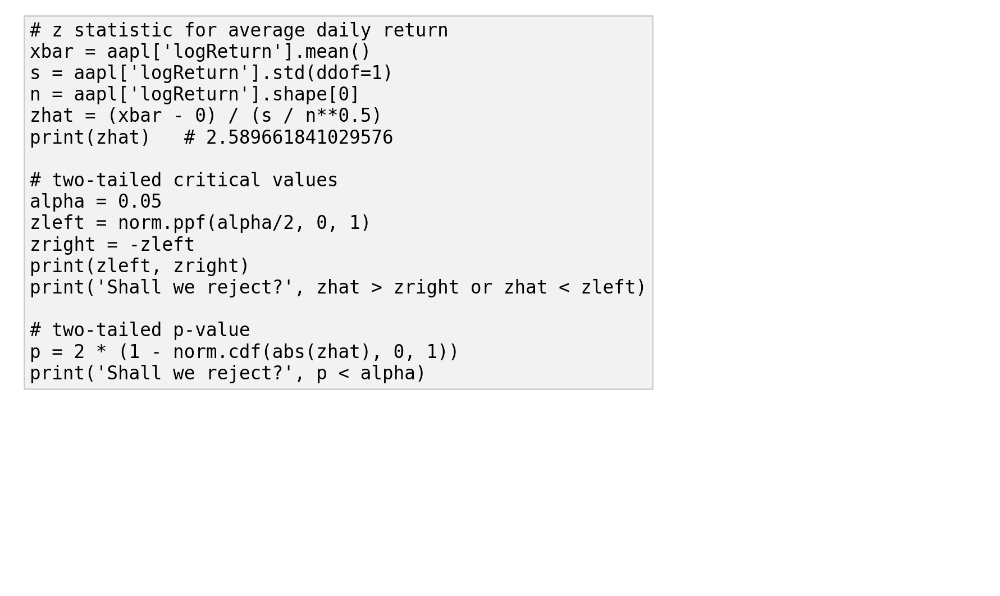 # z statistic for average daily return
xbar = aapl['logReturn'].mean()
s = aapl['logReturn'].std(ddof=1)
n = aapl['logReturn'].shape[0]
zhat = (xbar - 0) / (s / n**0.5)
print(zhat)   # 2.589661841029576

# two-tailed critical values
alpha = 0.05
zleft = norm.ppf(alpha/2, 0, 1)
zright = -zleft
print(zleft, zright)
print('Shall we reject?', zhat > zright or zhat < zleft)

# two-tailed p-value
p = 2 * (1 - norm.cdf(abs(zhat), 0, 1))
print('Shall we reject?', p < alpha)